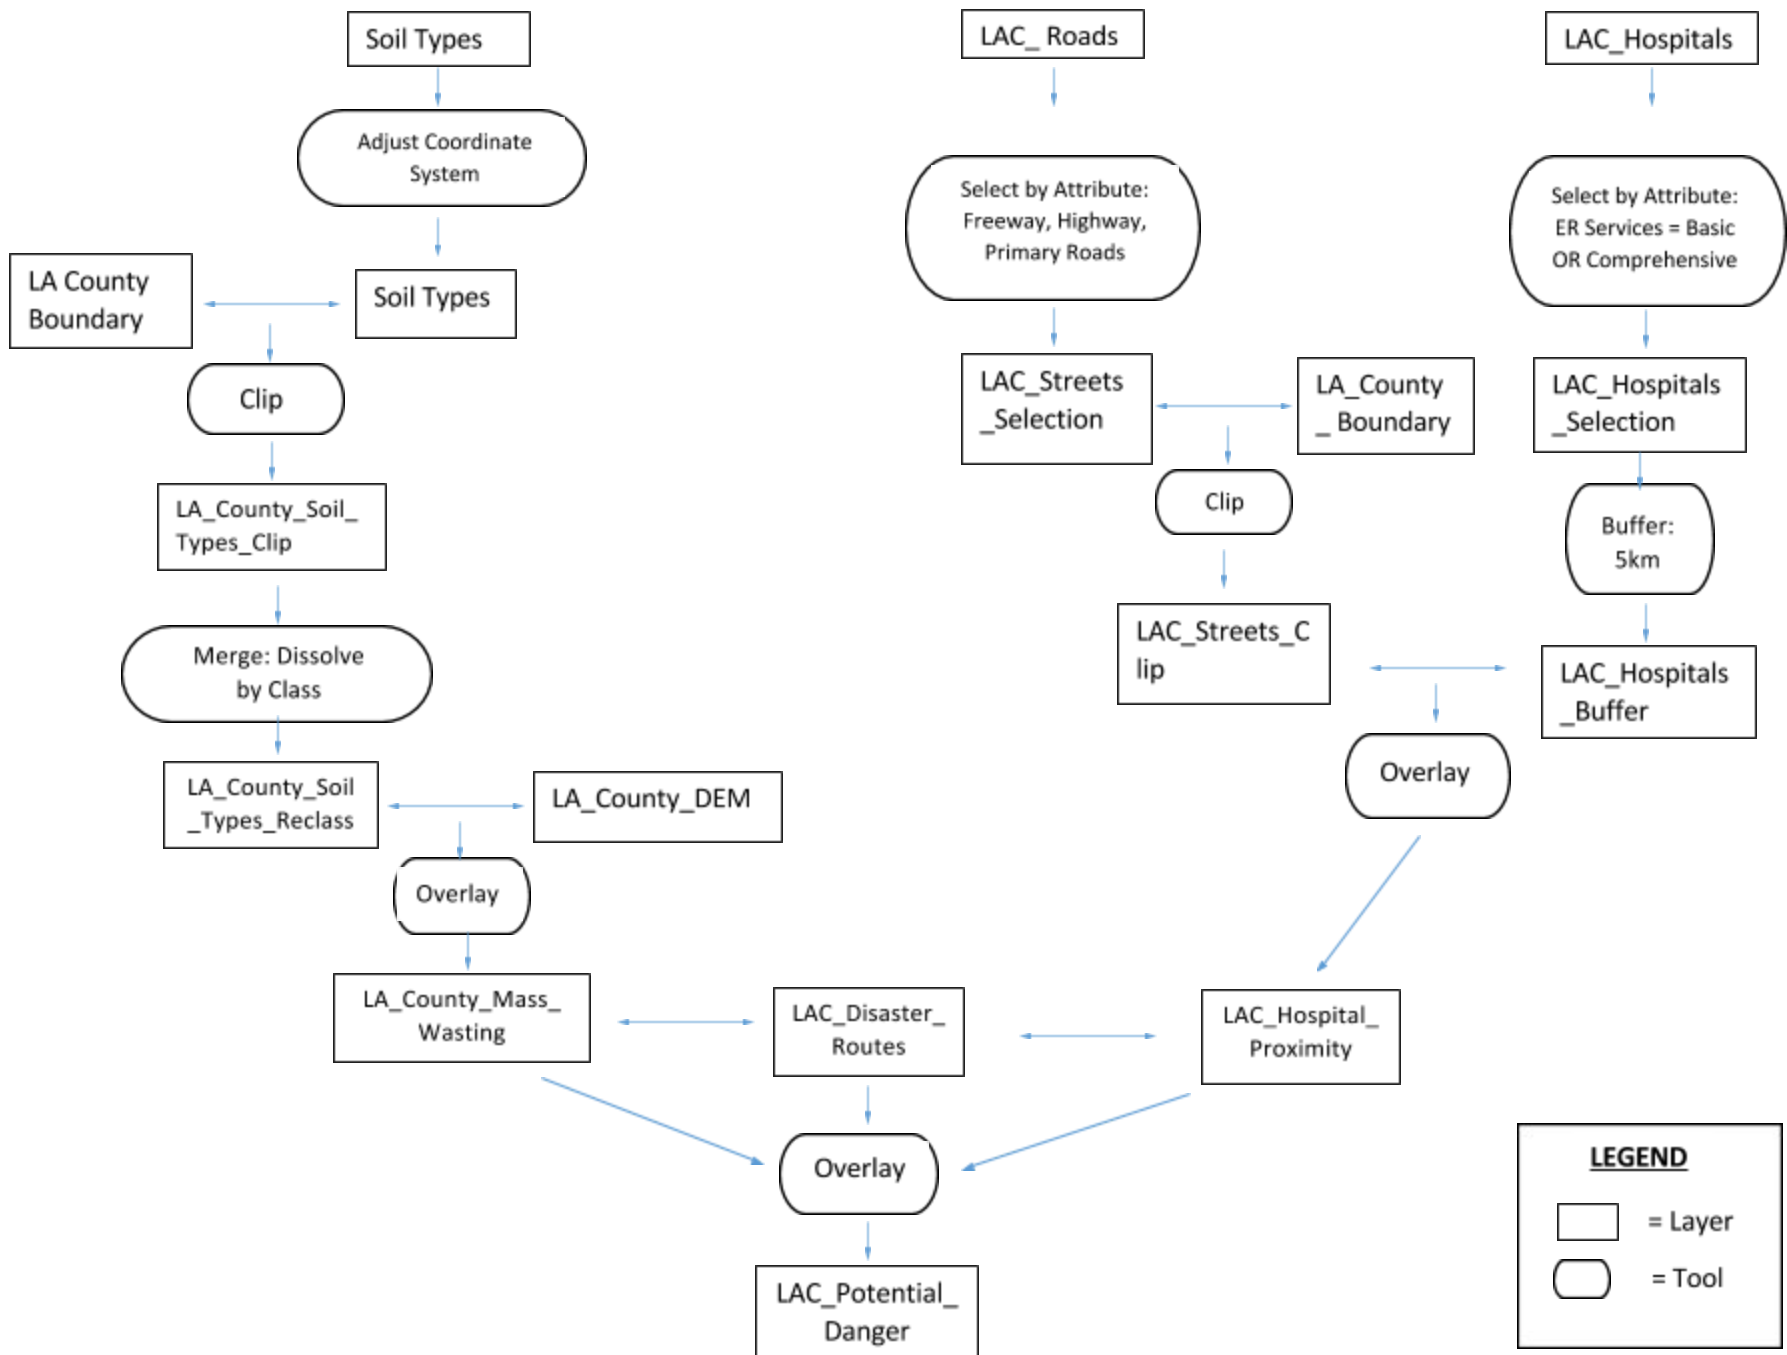 Soil Types
Adjust Coordinate
System
LA County
Boundary
Soil Types
Clip
LA_County_Soil_
Types_Clip
Merge: Dissolve
by Class
LA_County_Soil
_Types_Reclass
LA_County_DEM
Overlay
LA_County_Mass_
Wasting
LAC_ Roads
Select by Attribute:
Freeway, Highway,
Primary Roads
LAC_Streets
_Selection
LA_County
_ Boundary
Clip
LAC_Streets_C
lip
LAC_Hospitals
Select by Attribute:
ER Services = Basic
OR Comprehensive
LAC_Hospitals
_Selection
Buffer:
5km
LAC_Hospitals
_Buffer
Overlay
LAC_Hospital_
Proximity
LAC_Disaster_
Routes
Overlay
LAC_Potential_
Danger
LEGEND
= Layer
= Tool